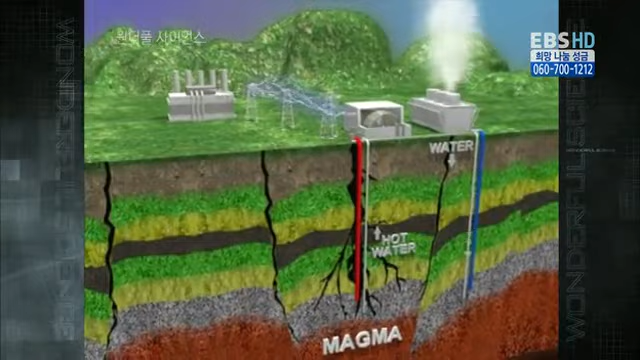 원더풀 사이언스
EBS HD
희망 나눔 성금
060-700-1212
WATER
HOT
WATER
MAGMA
WONDERFUL SCIENCE